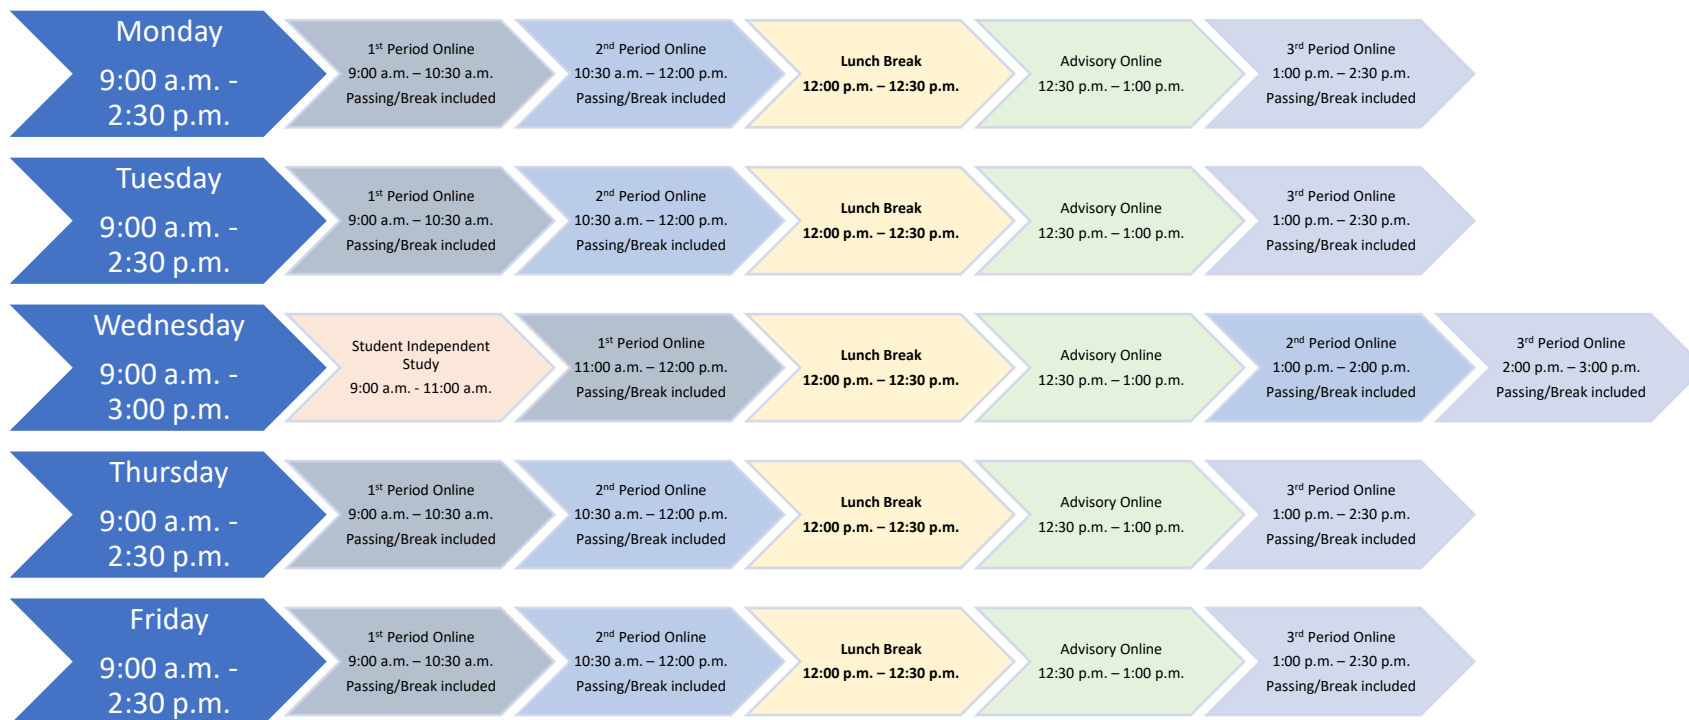 Monday
9:00 a.m. -
2:30 p.m.
1st Period Online
9:00 a.m. – 10:30 a.m.
Passing/Break included
2nd Period Online
10:30 a.m. – 12:00 p.m.
Passing/Break included
Lunch Break
12:00 p.m. – 12:30 p.m.
Advisory Online
12:30 p.m. – 1:00 p.m.
3rd Period Online
1:00 p.m. – 2:30 p.m.
Passing/Break included
Tuesday
9:00 a.m. -
2:30 p.m.
1st Period Online
9:00 a.m. – 10:30 a.m.
Passing/Break included
2nd Period Online
10:30 a.m. – 12:00 p.m.
Passing/Break included
Lunch Break
12:00 p.m. – 12:30 p.m.
Advisory Online
12:30 p.m. – 1:00 p.m.
3rd Period Online
1:00 p.m. – 2:30 p.m.
Passing/Break included
Wednesday
9:00 a.m. -
3:00 p.m.
Student Independent
Study
9:00 a.m. - 11:00 a.m.
1st Period Online
11:00 a.m. – 12:00 p.m.
Passing/Break included
Lunch Break
12:00 p.m. – 12:30 p.m.
Advisory Online
12:30 p.m. – 1:00 p.m.
2nd Period Online
1:00 p.m. – 2:00 p.m.
Passing/Break included
3rd Period Online
2:00 p.m. – 3:00 p.m.
Passing/Break included
Thursday
9:00 a.m. -
2:30 p.m.
1st Period Online
9:00 a.m. – 10:30 a.m.
Passing/Break included
2nd Period Online
10:30 a.m. – 12:00 p.m.
Passing/Break included
Lunch Break
12:00 p.m. – 12:30 p.m.
Advisory Online
12:30 p.m. – 1:00 p.m.
3rd Period Online
1:00 p.m. – 2:30 p.m.
Passing/Break included
Friday
9:00 a.m. -
2:30 p.m.
1st Period Online
9:00 a.m. – 10:30 a.m.
Passing/Break included
2nd Period Online
10:30 a.m. – 12:00 p.m.
Passing/Break included
Lunch Break
12:00 p.m. – 12:30 p.m.
Advisory Online
12:30 p.m. – 1:00 p.m.
3rd Period Online
1:00 p.m. – 2:30 p.m.
Passing/Break included